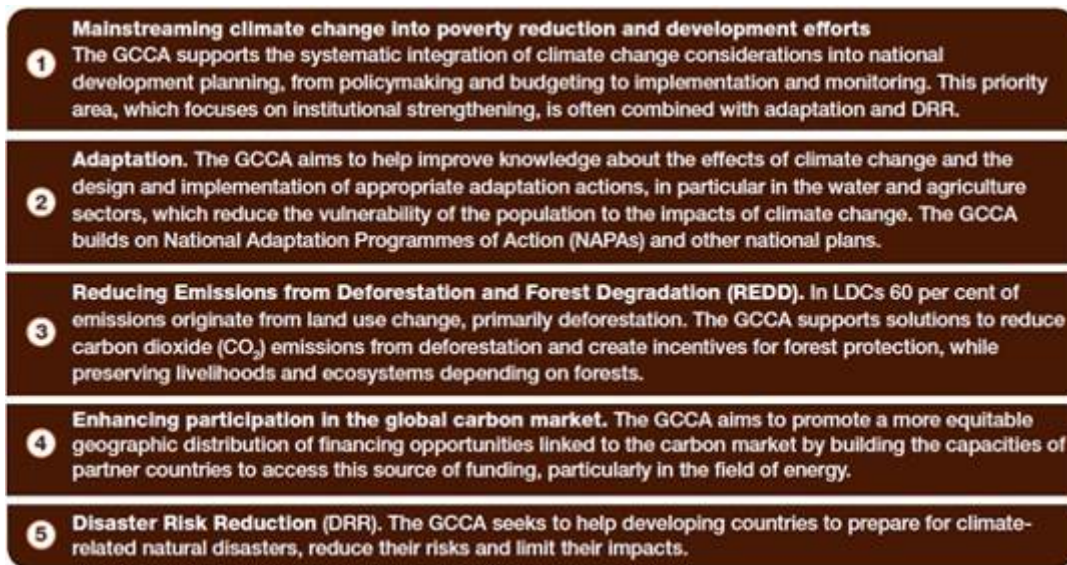 1
Mainstreaming climate change into poverty reduction and development efforts
The GCCA supports the systematic integration of climate change considerations into national
development planning, from policymaking and budgeting to implementation and monitoring. This priority
area, which focuses on institutional strengthening, is often combined with adaptation and DRR.
2
Adaptation. The GCCA aims to help improve knowledge about the effects of climate change and the
design and implementation of appropriate adaptation actions, in particular in the water and agriculture
sectors, which reduce the vulnerability of the population to the impacts of climate change. The GCCA
builds on National Adaptation Programmes of Action (NAPAs) and other national plans.
3
Reducing Emissions from Deforestation and Forest Degradation (REDD). In LDCs 60 per cent of
emissions originate from land use change, primarily deforestation. The GCCA supports solutions to reduce
carbon dioxide (CO₂) emissions from deforestation and create incentives for forest protection, while
preserving livelihoods and ecosystems depending on forests.
4
Enhancing participation in the global carbon market. The GCCA aims to promote a more equitable
geographic distribution of financing opportunities linked to the carbon market by building the capacities of
partner countries to access this source of funding, particularly in the field of energy.
5
Disaster Risk Reduction (DRR). The GCCA seeks to help developing countries to prepare for climate-
related natural disasters, reduce their risks and limit their impacts.